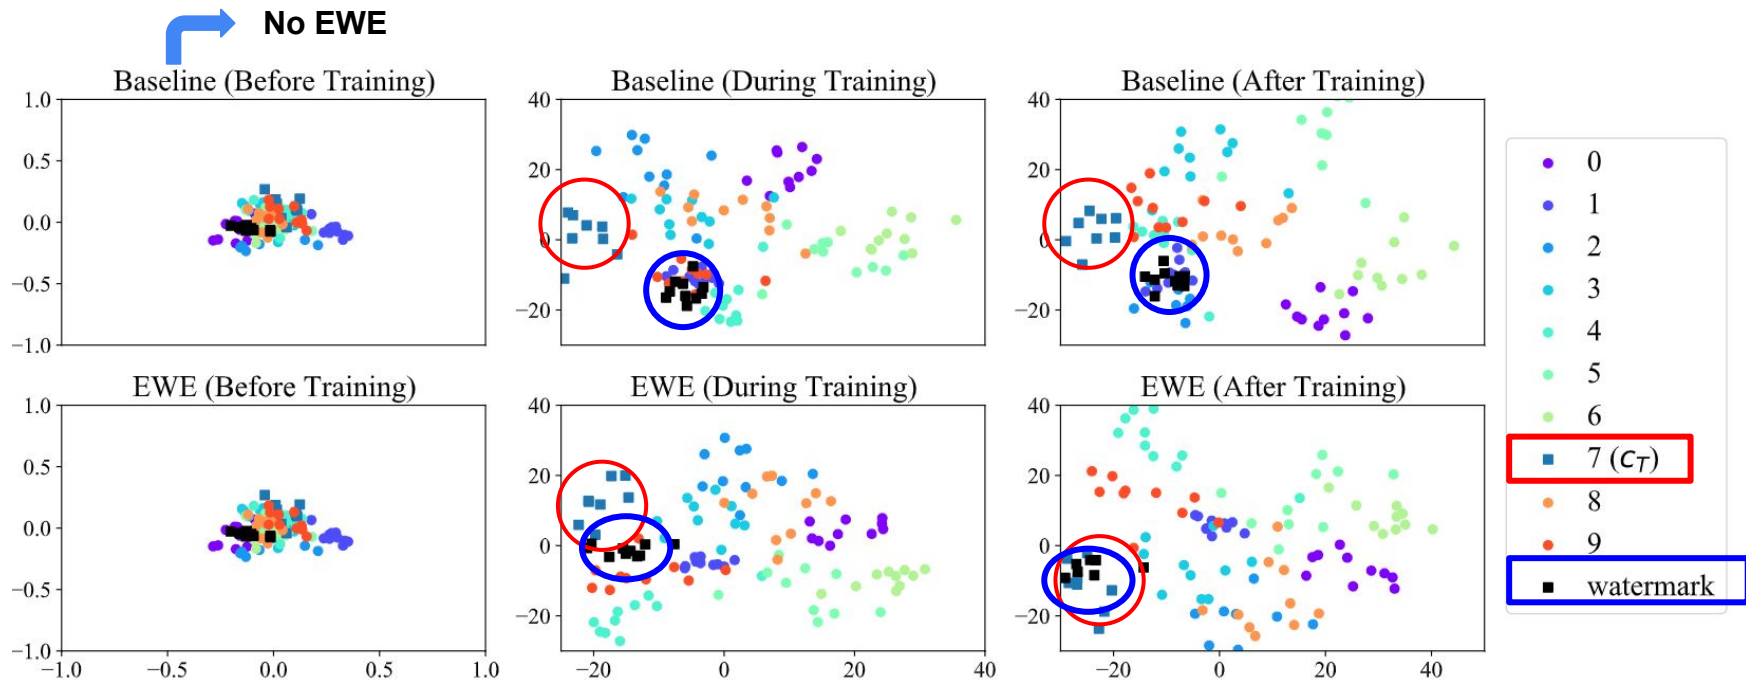 No EWE
Baseline (Before Training)
Baseline (During Training)
Baseline (After Training)
1.0
0.5
0.0
−0.5
−1.0
40
20
0
−20
40
20
0
−20
0
1
2
3
4
5
6
7 (c_T)
8
9
watermark
EWE (Before Training)
EWE (During Training)
EWE (After Training)
1.0
0.5
0.0
−0.5
−1.0
40
20
0
−20
40
20
0
−20
−1.0 −0.5 0.0 0.5 1.0
−20 0 20 40
−20 0 20 40